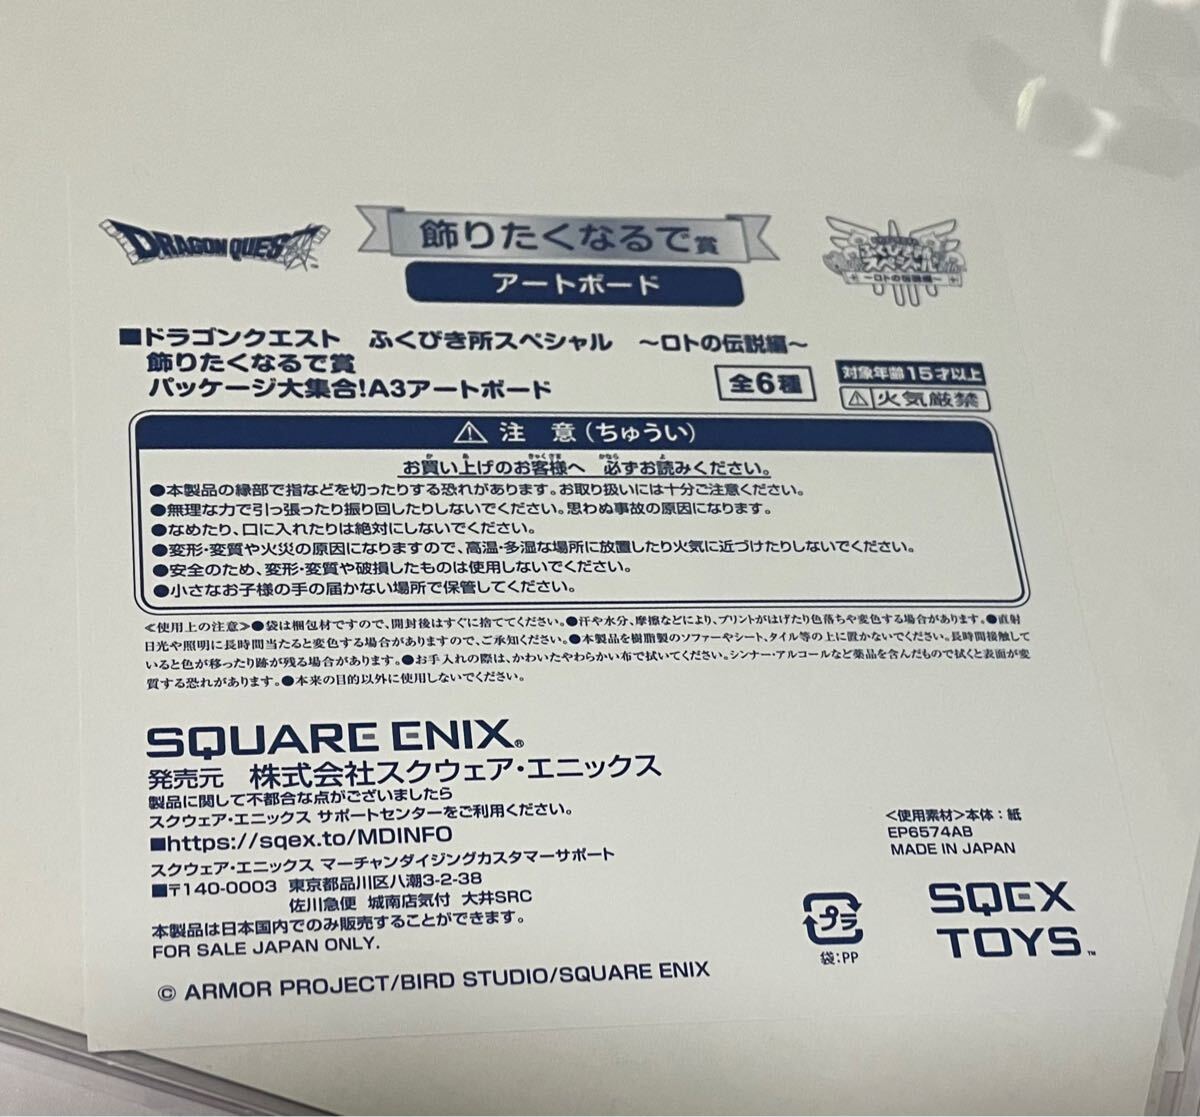 DRAGON QUEST
飾りたくなるで賞
アートボード
~ロトの伝説編~
■ドラゴンクエスト ふくびき所スペシャル ~ロトの伝説編~
飾りたくなるで賞
パッケージ大集合!A3アートボード
全6種
対象年齢15才以上
⚠火気厳禁
⚠ 注 意(ちゅうい)
お買い上げのお客様へ 必ずお読みください。
●本製品の縁部で指などを切ったりする恐れがあります。お取り扱いには十分ご注意ください。
●無理な力で引っ張ったり振り回したりしないでください。思わぬ事故の原因になります。
●なめたり、口に入れたりは絶対にしないでください。
●変形・変質や火災の原因になりますので、高温・多湿な場所に放置したり火気に近づけたりしないでください。
●安全のため、変形・変質や破損したものは使用しないでください。
●小さなお子様の手の届かない場所で保管してください。
≪使用上の注意≫●袋は梱包材ですので、開封後はすぐに捨ててください。●汗や水分、摩擦などにより、プリントがはげたり色落ちや変色する場合があります。●直射
日光や照明に長時間当たると変色する場合がありますので、ご承知ください。●本製品を樹脂製のソファーやシート、タイル等の上に置かないでください。長時間接触して
いると色が移ったり跡が残る場合があります。●お手入れの際は、かわいたやわらかい布で拭いてください。シンナー・アルコールなど薬品を含んだもので拭くと表面が変
質する恐れがあります。●本来の目的以外に使用しないでください。
SQUARE ENIX®
発売元 株式会社スクウェア・エニックス
製品に関して不都合な点がございましたら
スクウェア・エニックス サポートセンターをご利用ください。
■https://sqex.to/MDINFO
スクウェア・エニックス マーチャンダイジングカスタマーサポート
■〒140-0003 東京都品川区八潮3-2-38
佐川急便 城南店気付 大井SRC
本製品は日本国内でのみ販売することができます。
FOR SALE JAPAN ONLY.
© ARMOR PROJECT/BIRD STUDIO/SQUARE ENIX
<使用素材>本体:紙
EP6574AB
MADE IN JAPAN
プラ
袋:PP
SQEX
TOYS™